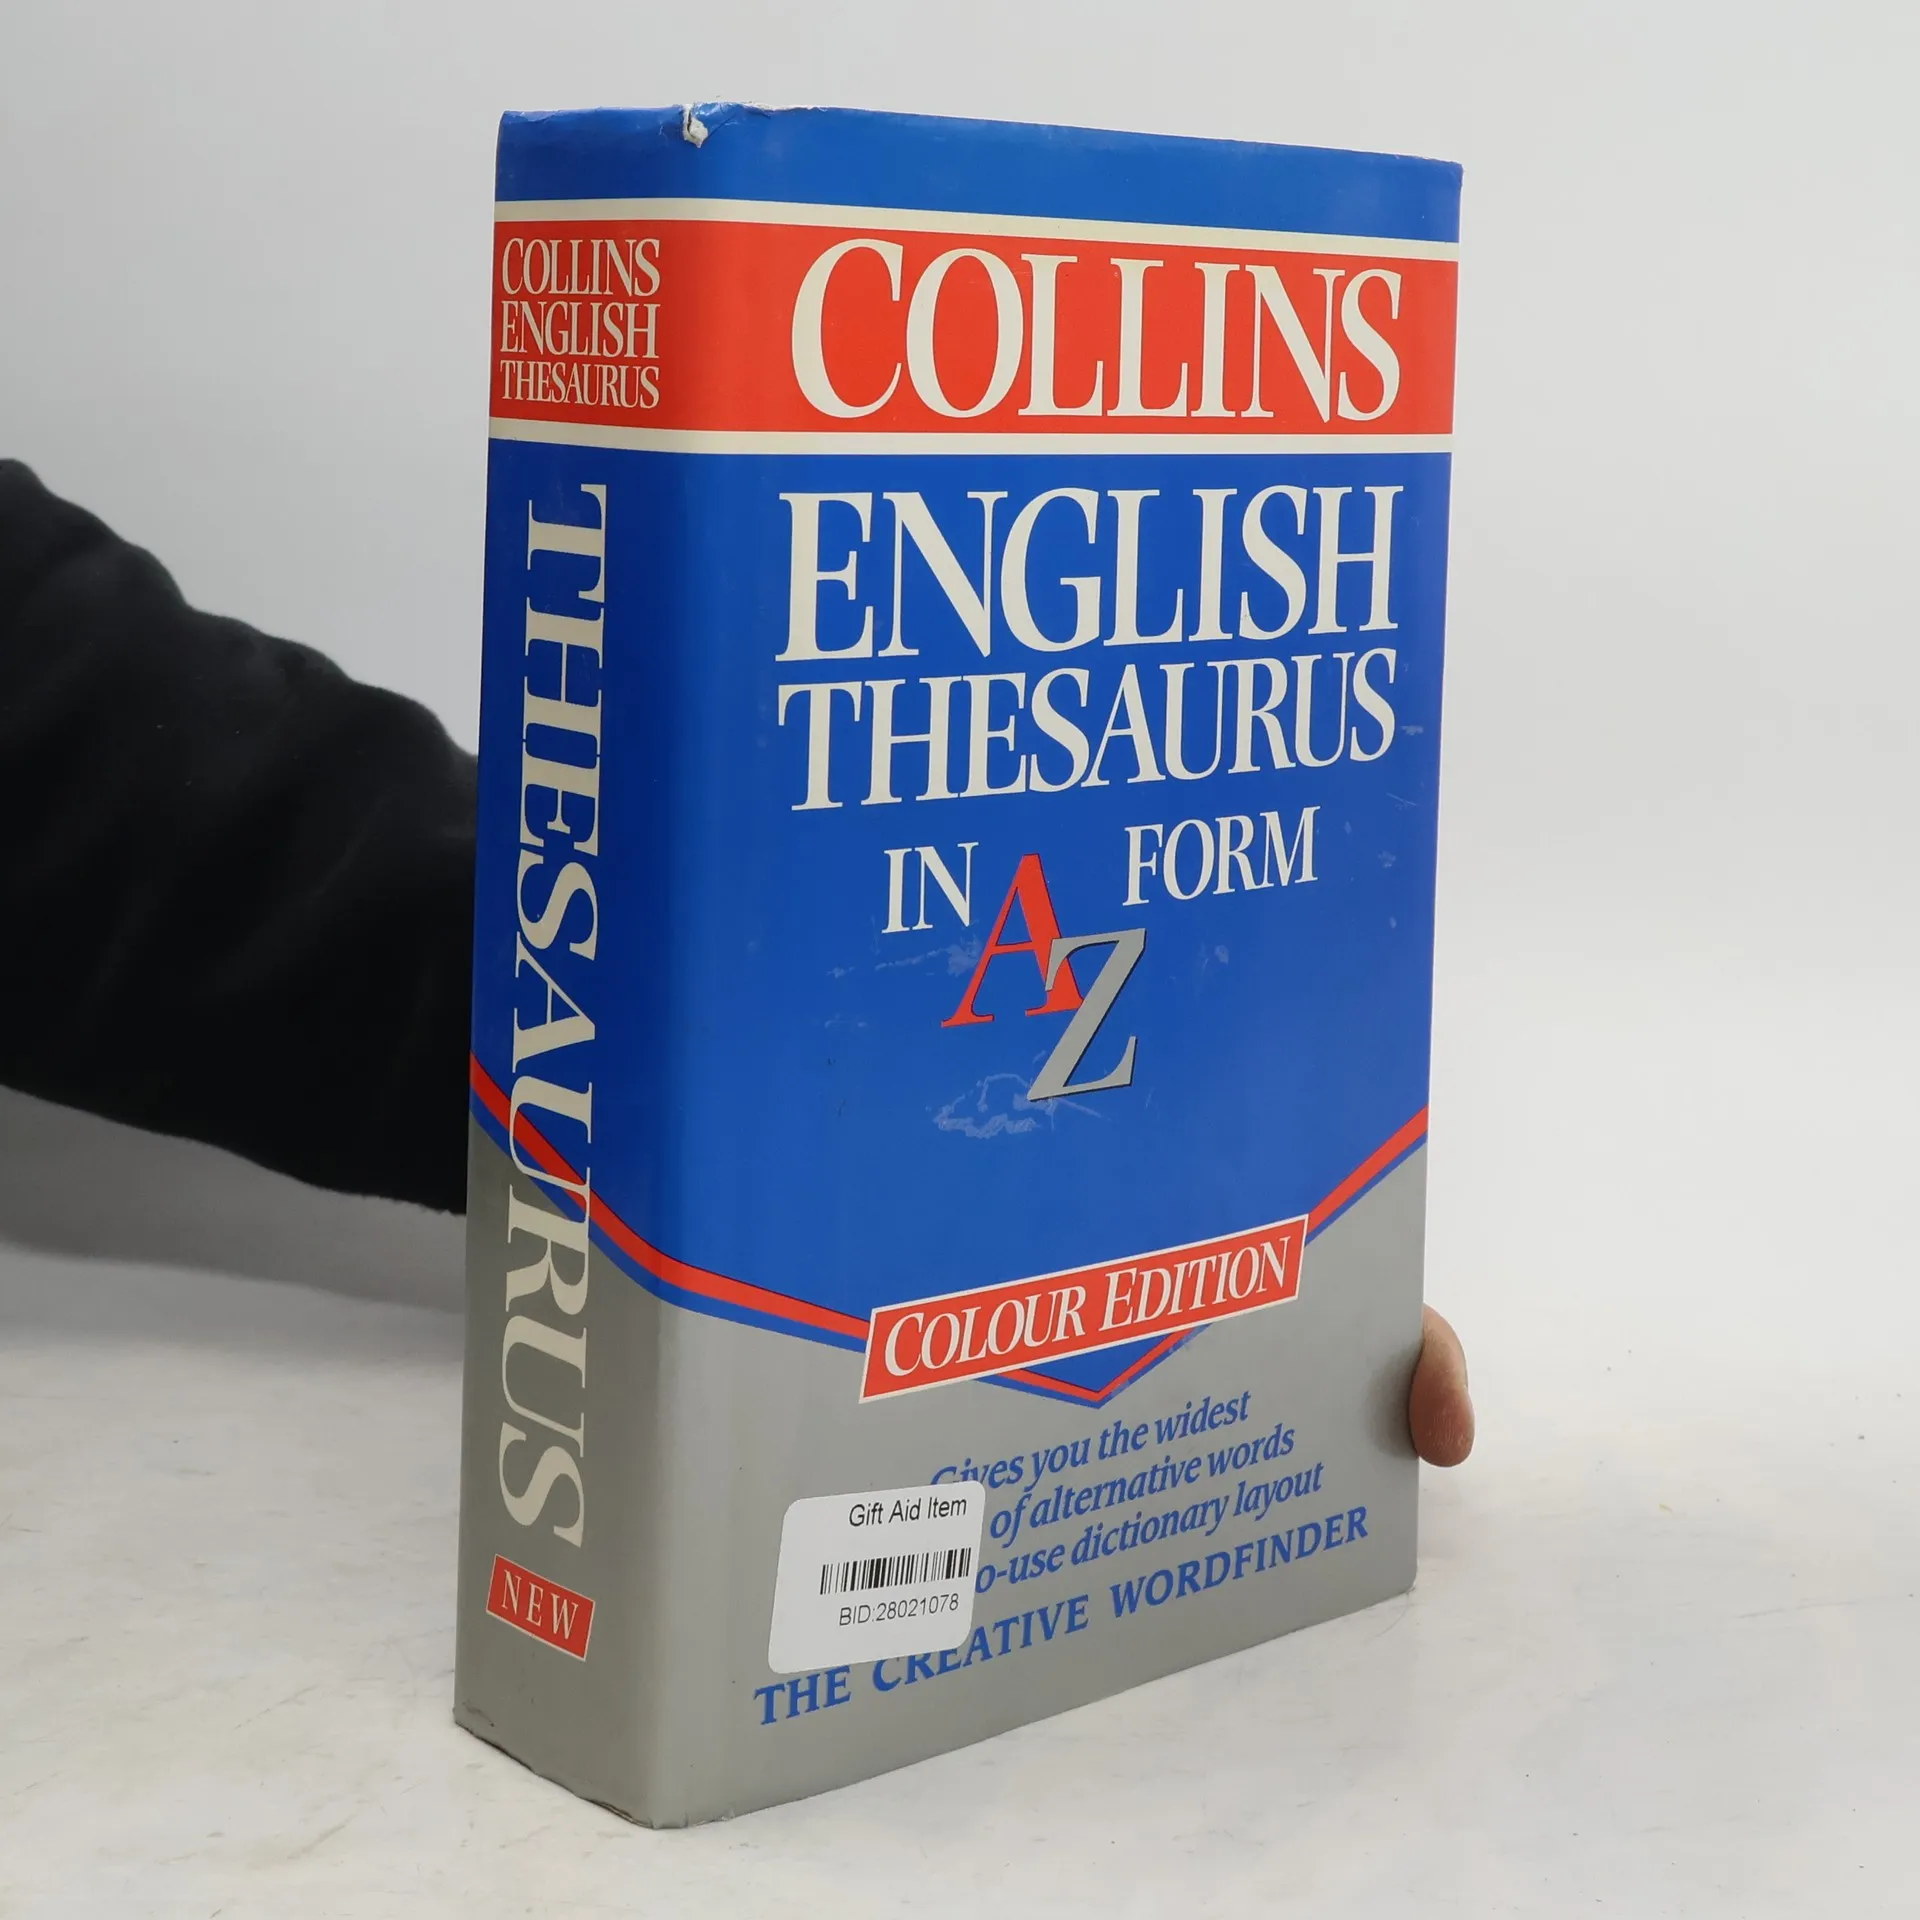 COLLINS
ENGLISH
THESAURUS
THESAURUS
NEW
COLLINS
ENGLISH
THESAURUS
IN AZ FORM
COLOUR EDITION
Gives you the widest
of alternative words
o-use dictionary layout
THE CREATIVE WORDFINDER
Gift Aid Item
BID:28021078